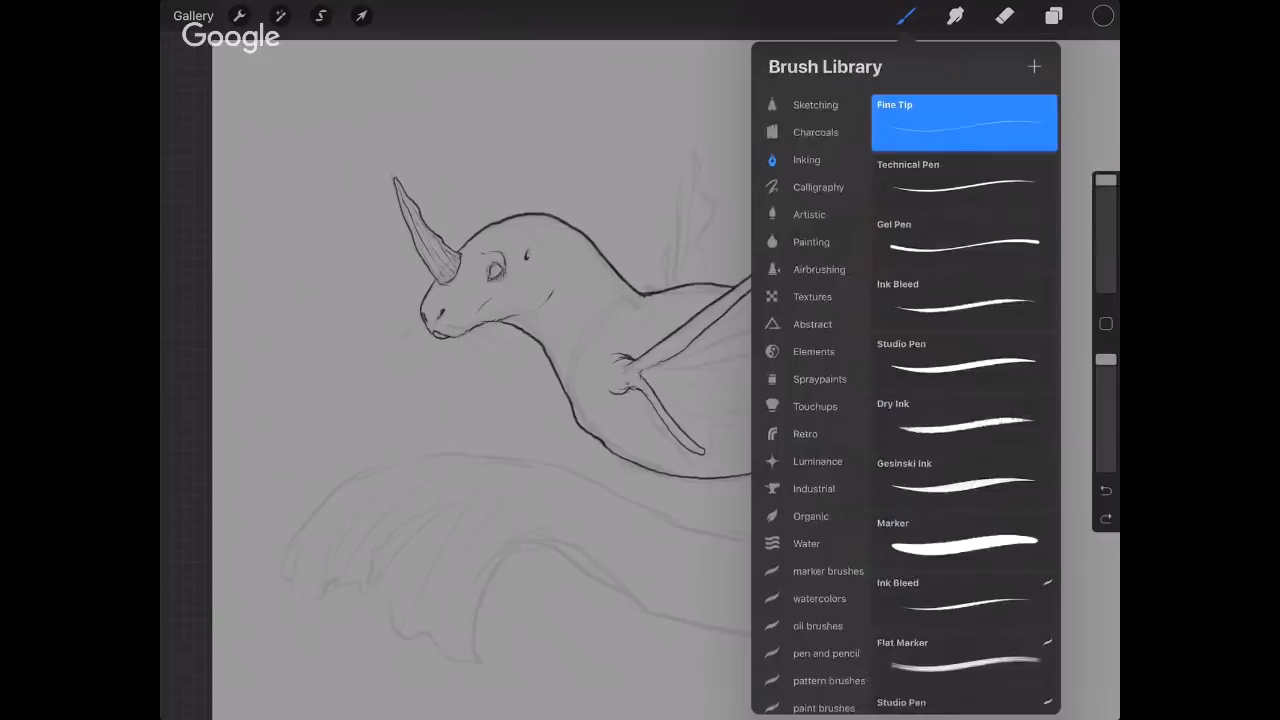 Gallery
Google
Brush Library
Sketching
Charcoals
Inking
Calligraphy
Artistic
Painting
Airbrushing
Textures
Abstract
Elements
Spraypaints
Touchups
Retro
Luminance
Industrial
Organic
Water
marker brushes
watercolors
oil brushes
pen and pencil
pattern brushes
paint brushes
Fine Tip
Technical Pen
Gel Pen
Ink Bleed
Studio Pen
Dry Ink
Gesinski Ink
Marker
Ink Bleed
Flat Marker
Studio Pen